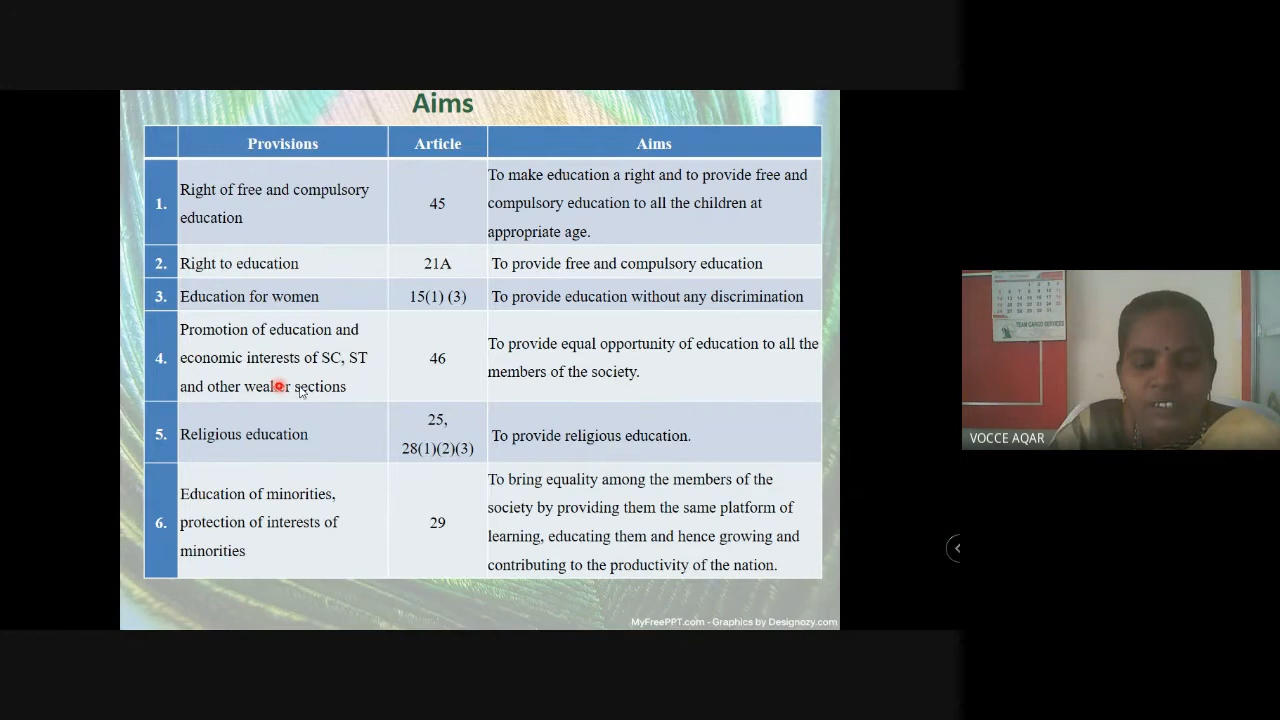 Aims
Provisions Article Aims
1. Right of free and compulsory education 45 To make education a right and to provide free and compulsory education to all the children at appropriate age.
2. Right to education 21A To provide free and compulsory education
3. Education for women 15(1) (3) To provide education without any discrimination
4. Promotion of education and economic interests of SC, ST and other weaker sections 46 To provide equal opportunity of education to all the members of the society.
5. Religious education 25, 28(1)(2)(3) To provide religious education.
6. Education of minorities, protection of interests of minorities 29 To bring equality among the members of the society by providing them the same platform of learning, educating them and hence growing and contributing to the productivity of the nation.
MyFreePPT.com - Graphics by Designozy.com
TEAM CARGO SERVICES
VOCCE AQAR